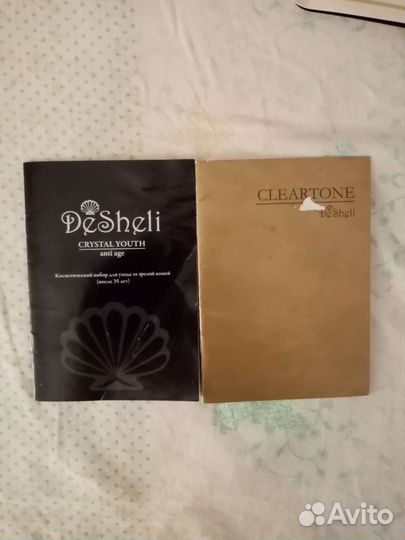 DeSheli
CRYSTAL YOUTH
anti age
Косметический набор для ухода за зрелой кожей
(после 35 лет)
CLEARTONE
DeSheli
Avito